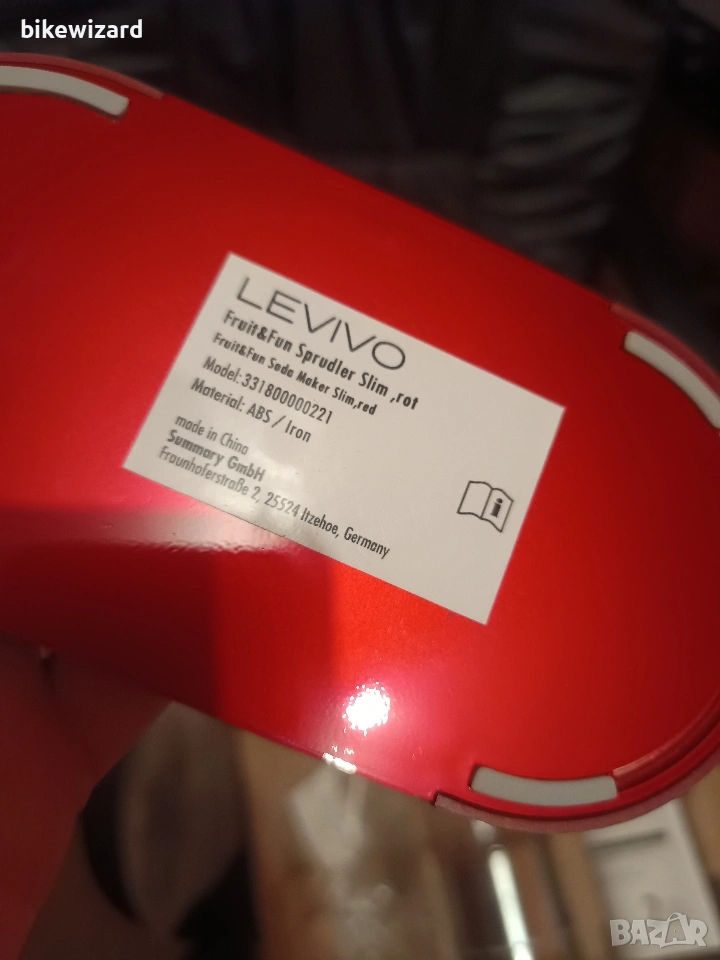 bikewizard
LEVIVO
Fruit&Fun Sprudler Slim ,rot
Fruit&Fun Soda Maker Slim,red
Model:331800000221
Material: ABS / Iron
made in China
Summary GmbH
Fraunhoferstraße 2, 25524 Itzehoe, Germany
BAZAR